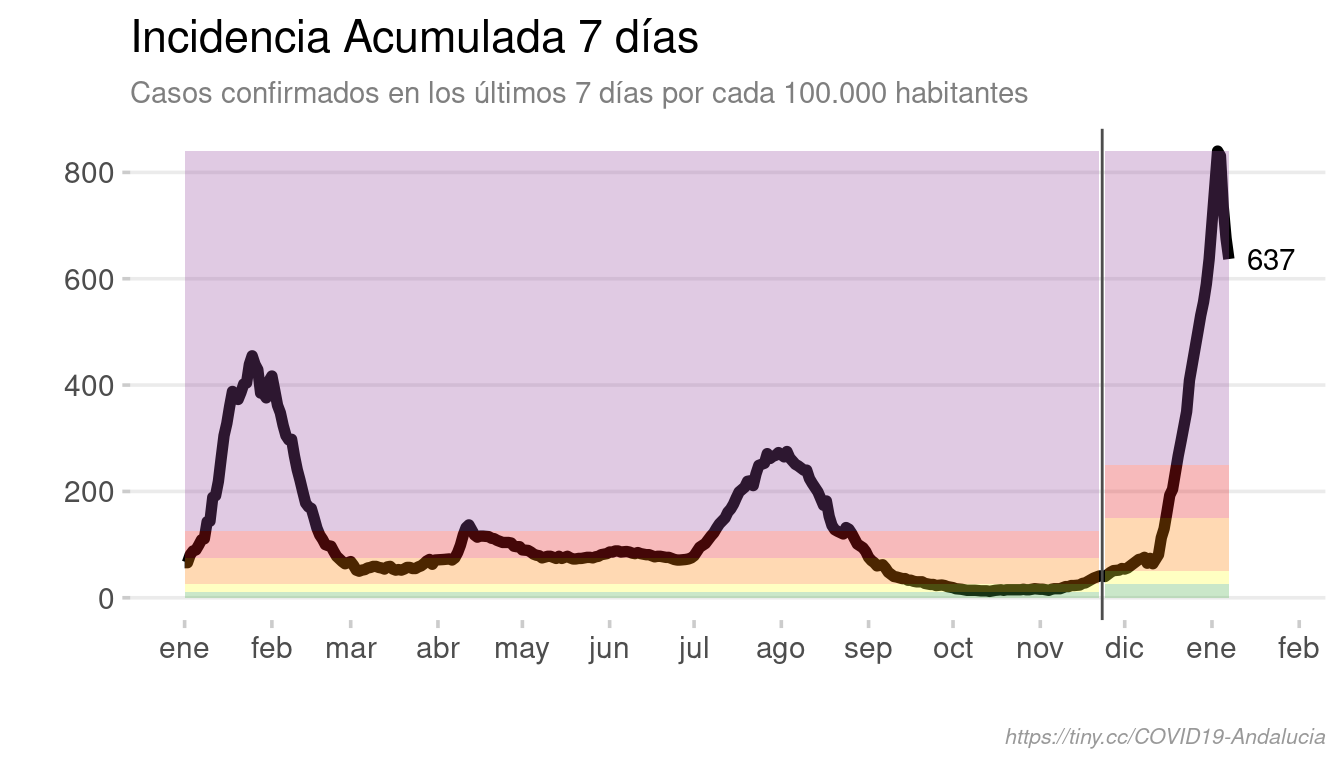 Incidencia Acumulada 7 días
Casos confirmados en los últimos 7 días por cada 100.000 habitantes
800
600
637
400
200
0
ene feb mar abr may jun jul ago sep oct nov dic ene feb
https://tiny.cc/COVID19-Andalucia